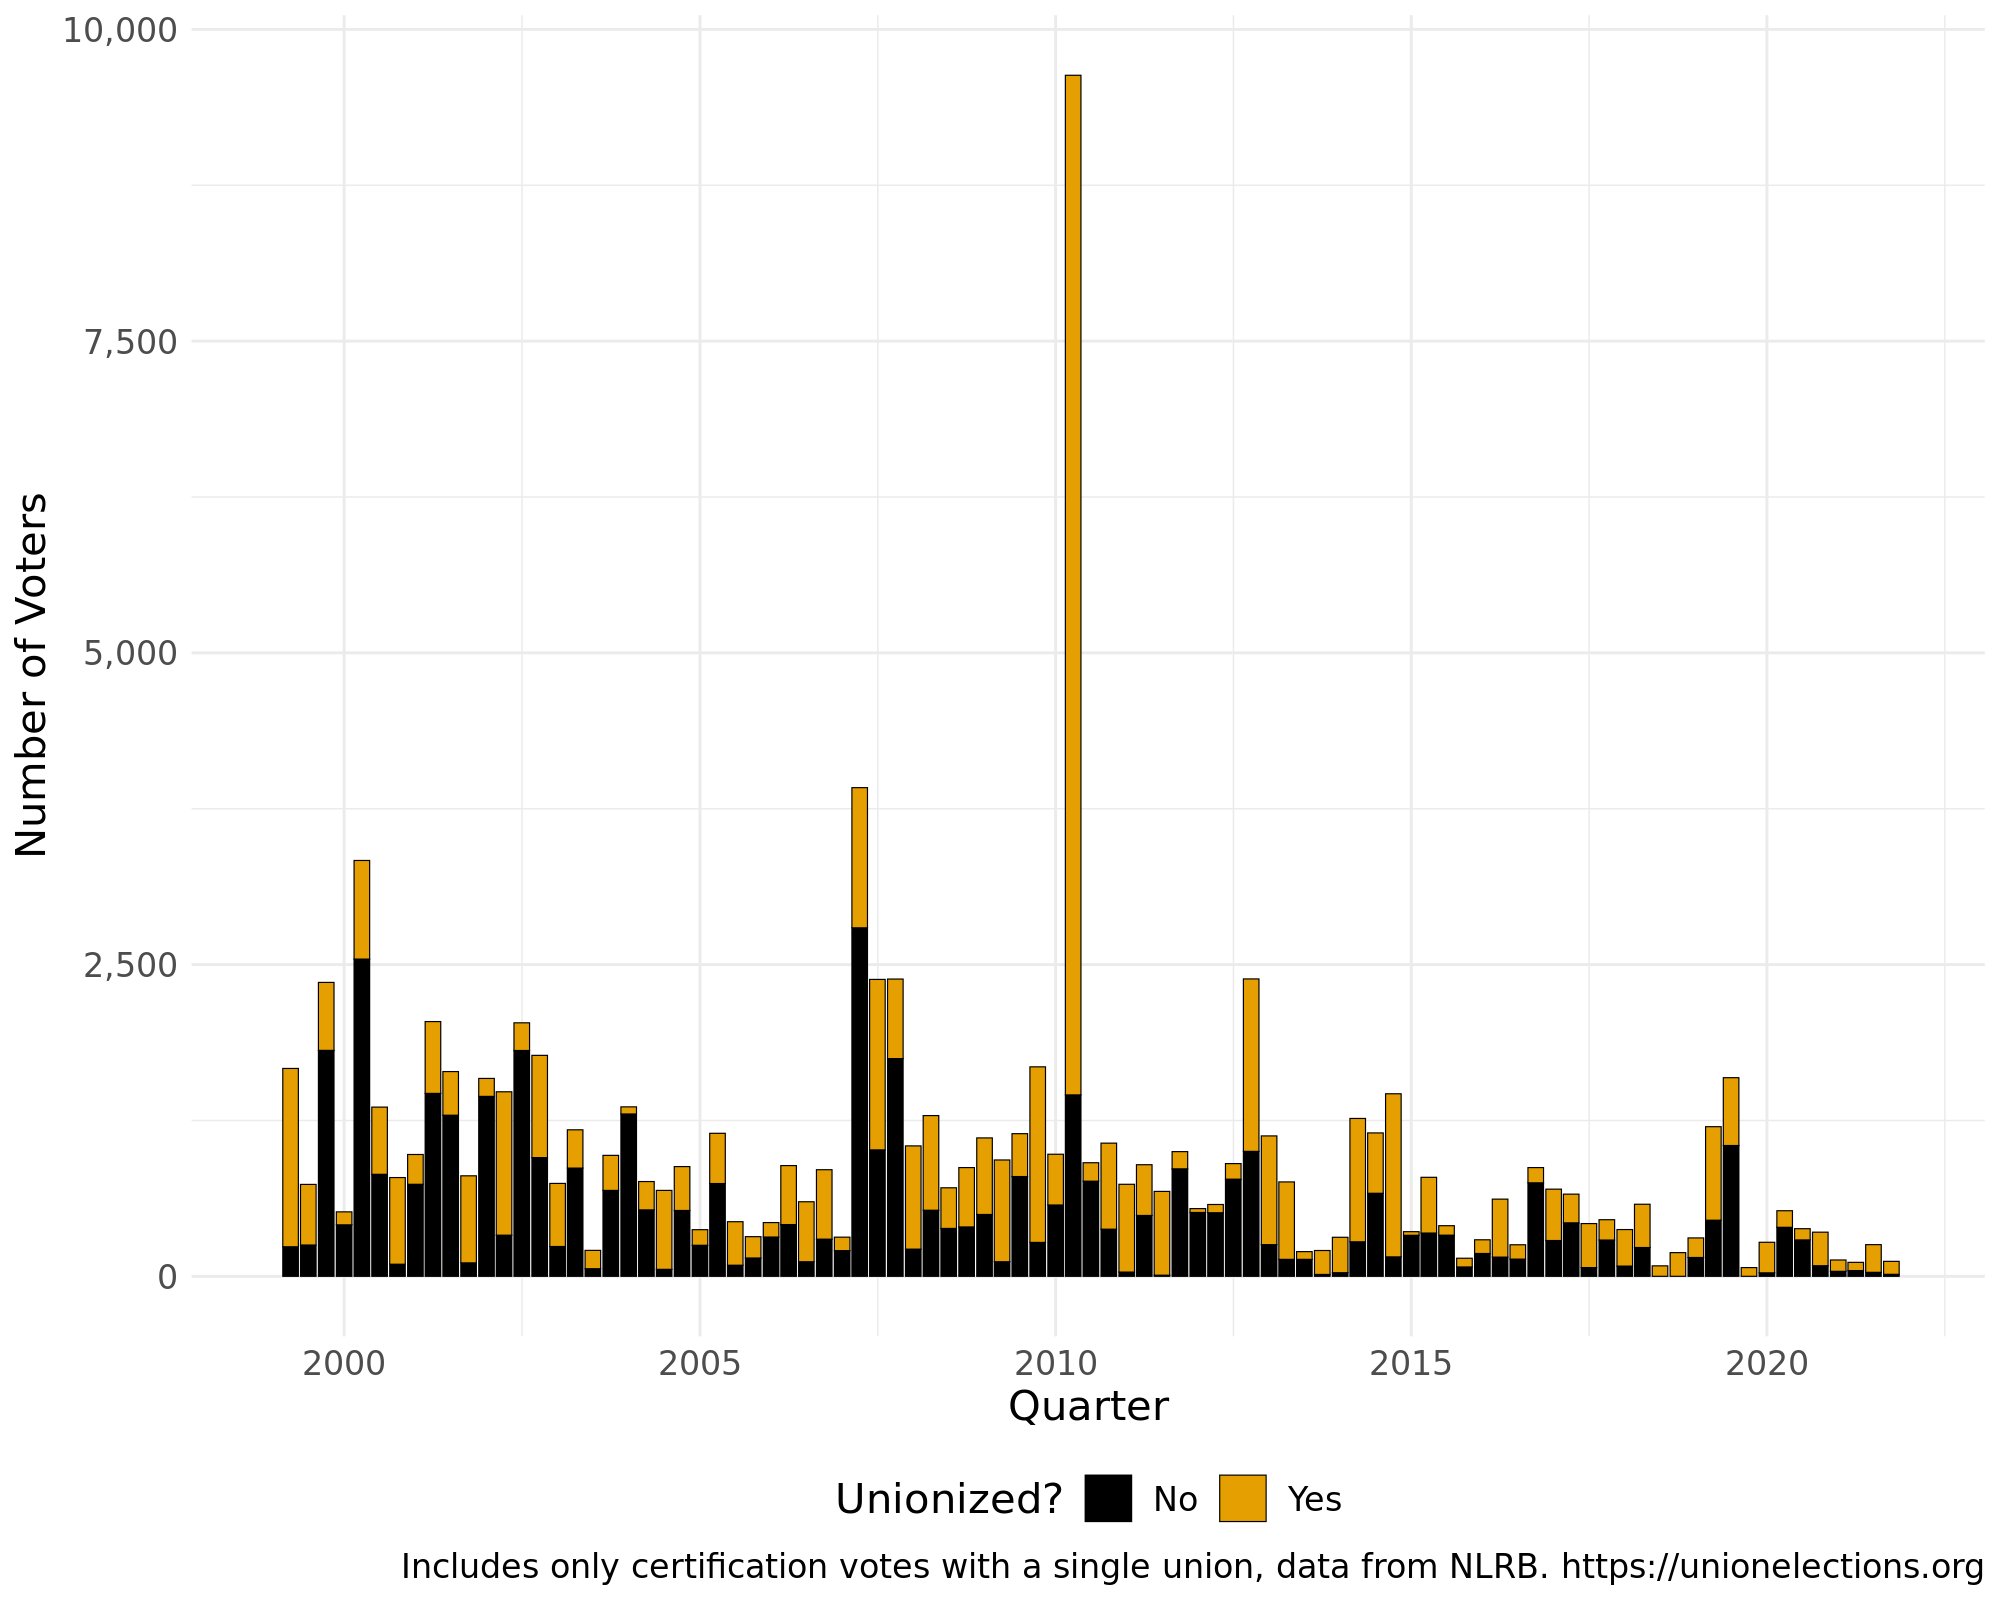 10,000
7,500
5,000
2,500
0
Number of Voters
2000 2005 2010 2015 2020
Quarter
Unionized? No Yes
Includes only certification votes with a single union, data from NLRB. https://unionelections.org